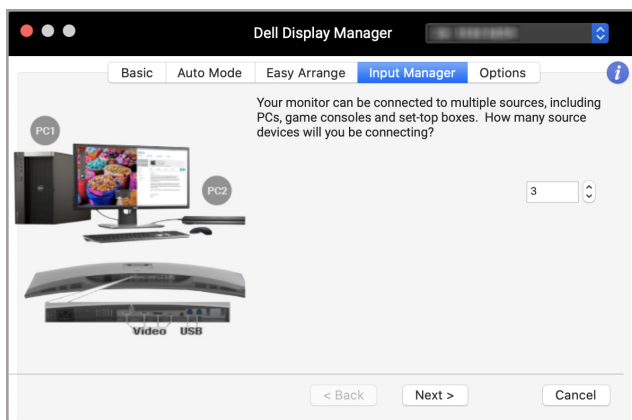 Dell Display Manager
Basic
Auto Mode
Easy Arrange
Input Manager
Options
i
Your monitor can be connected to multiple sources, including
PCs, game consoles and set-top boxes. How many source
devices will you be connecting?
PC1
PC2
3
Video
USB
< Back
Next >
Cancel